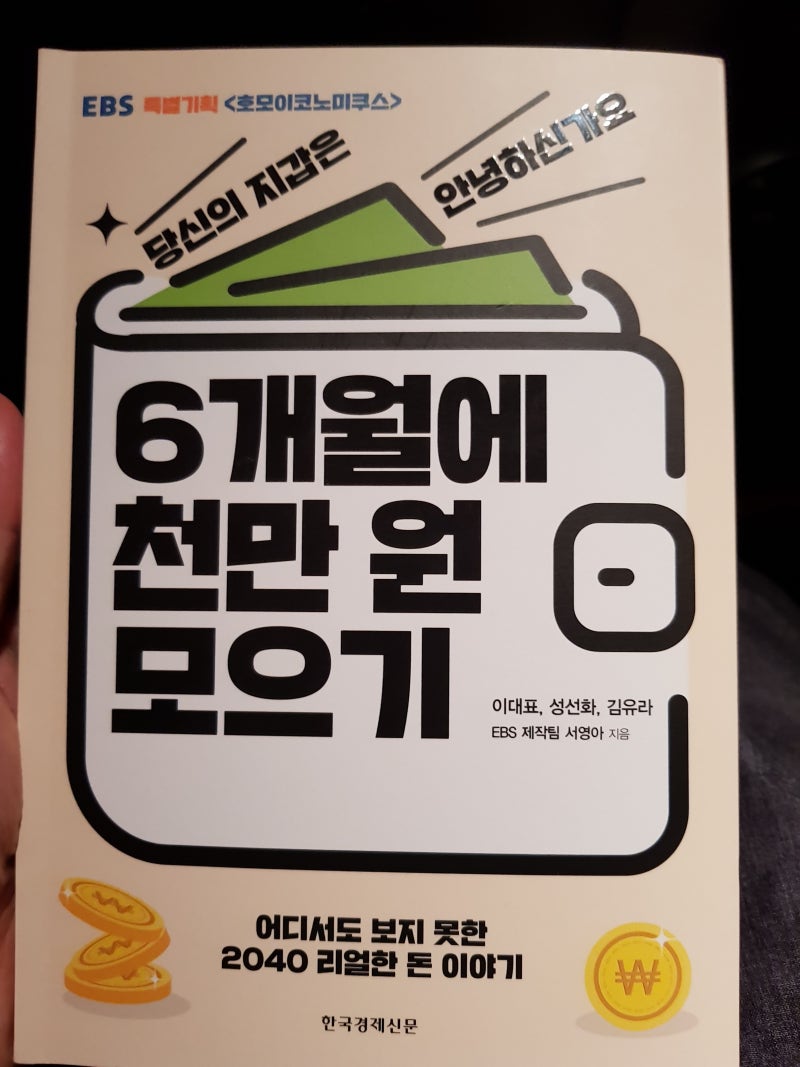 EBS 특별기획 <호모이코노미쿠스>
당신의 지갑은
안녕하신가요
6개월에
천만 원
모으기
이대표, 성선화, 김유라
EBS 제작팀 서영아 지음
어디서도 보지 못한
2040 리얼한 돈 이야기
한국경제신문